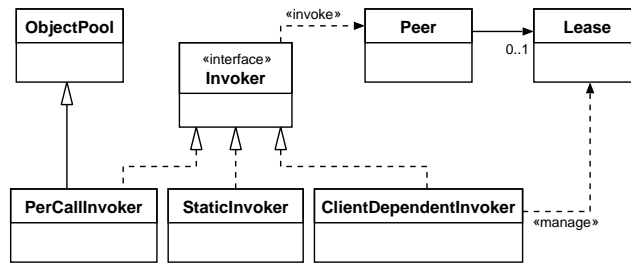 ObjectPool
«interface»
Invoker
«invoke»
Peer
0..1
Lease
PerCallInvoker
StaticInvoker
ClientDependentInvoker
«manage»